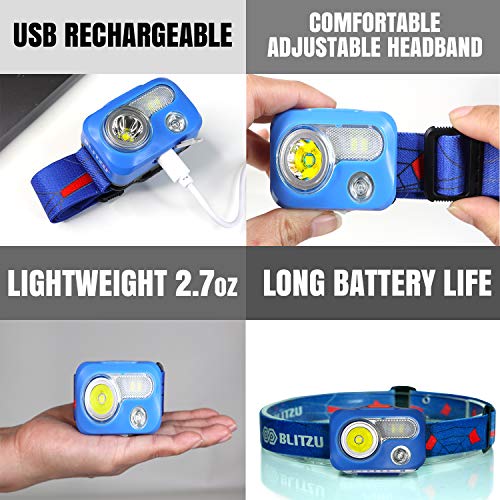 USB RECHARGEABLE
COMFORTABLE
ADJUSTABLE HEADBAND
LIGHTWEIGHT 2.7oz
LONG BATTERY LIFE
BLITZU